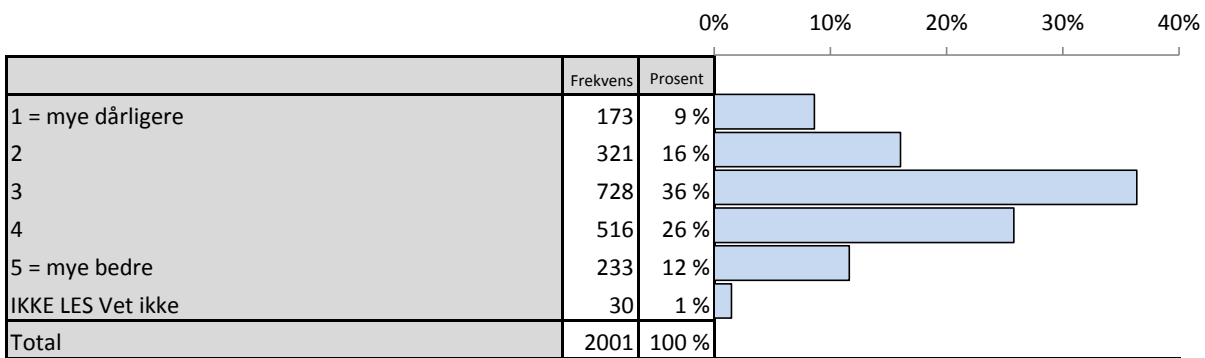 0% 10% 20% 30% 40%
Frekvens Prosent
1 = mye dårligere 173 9 %
2 321 16 %
3 728 36 %
4 516 26 %
5 = mye bedre 233 12 %
IKKE LES Vet ikke 30 1 %
Total 2001 100 %